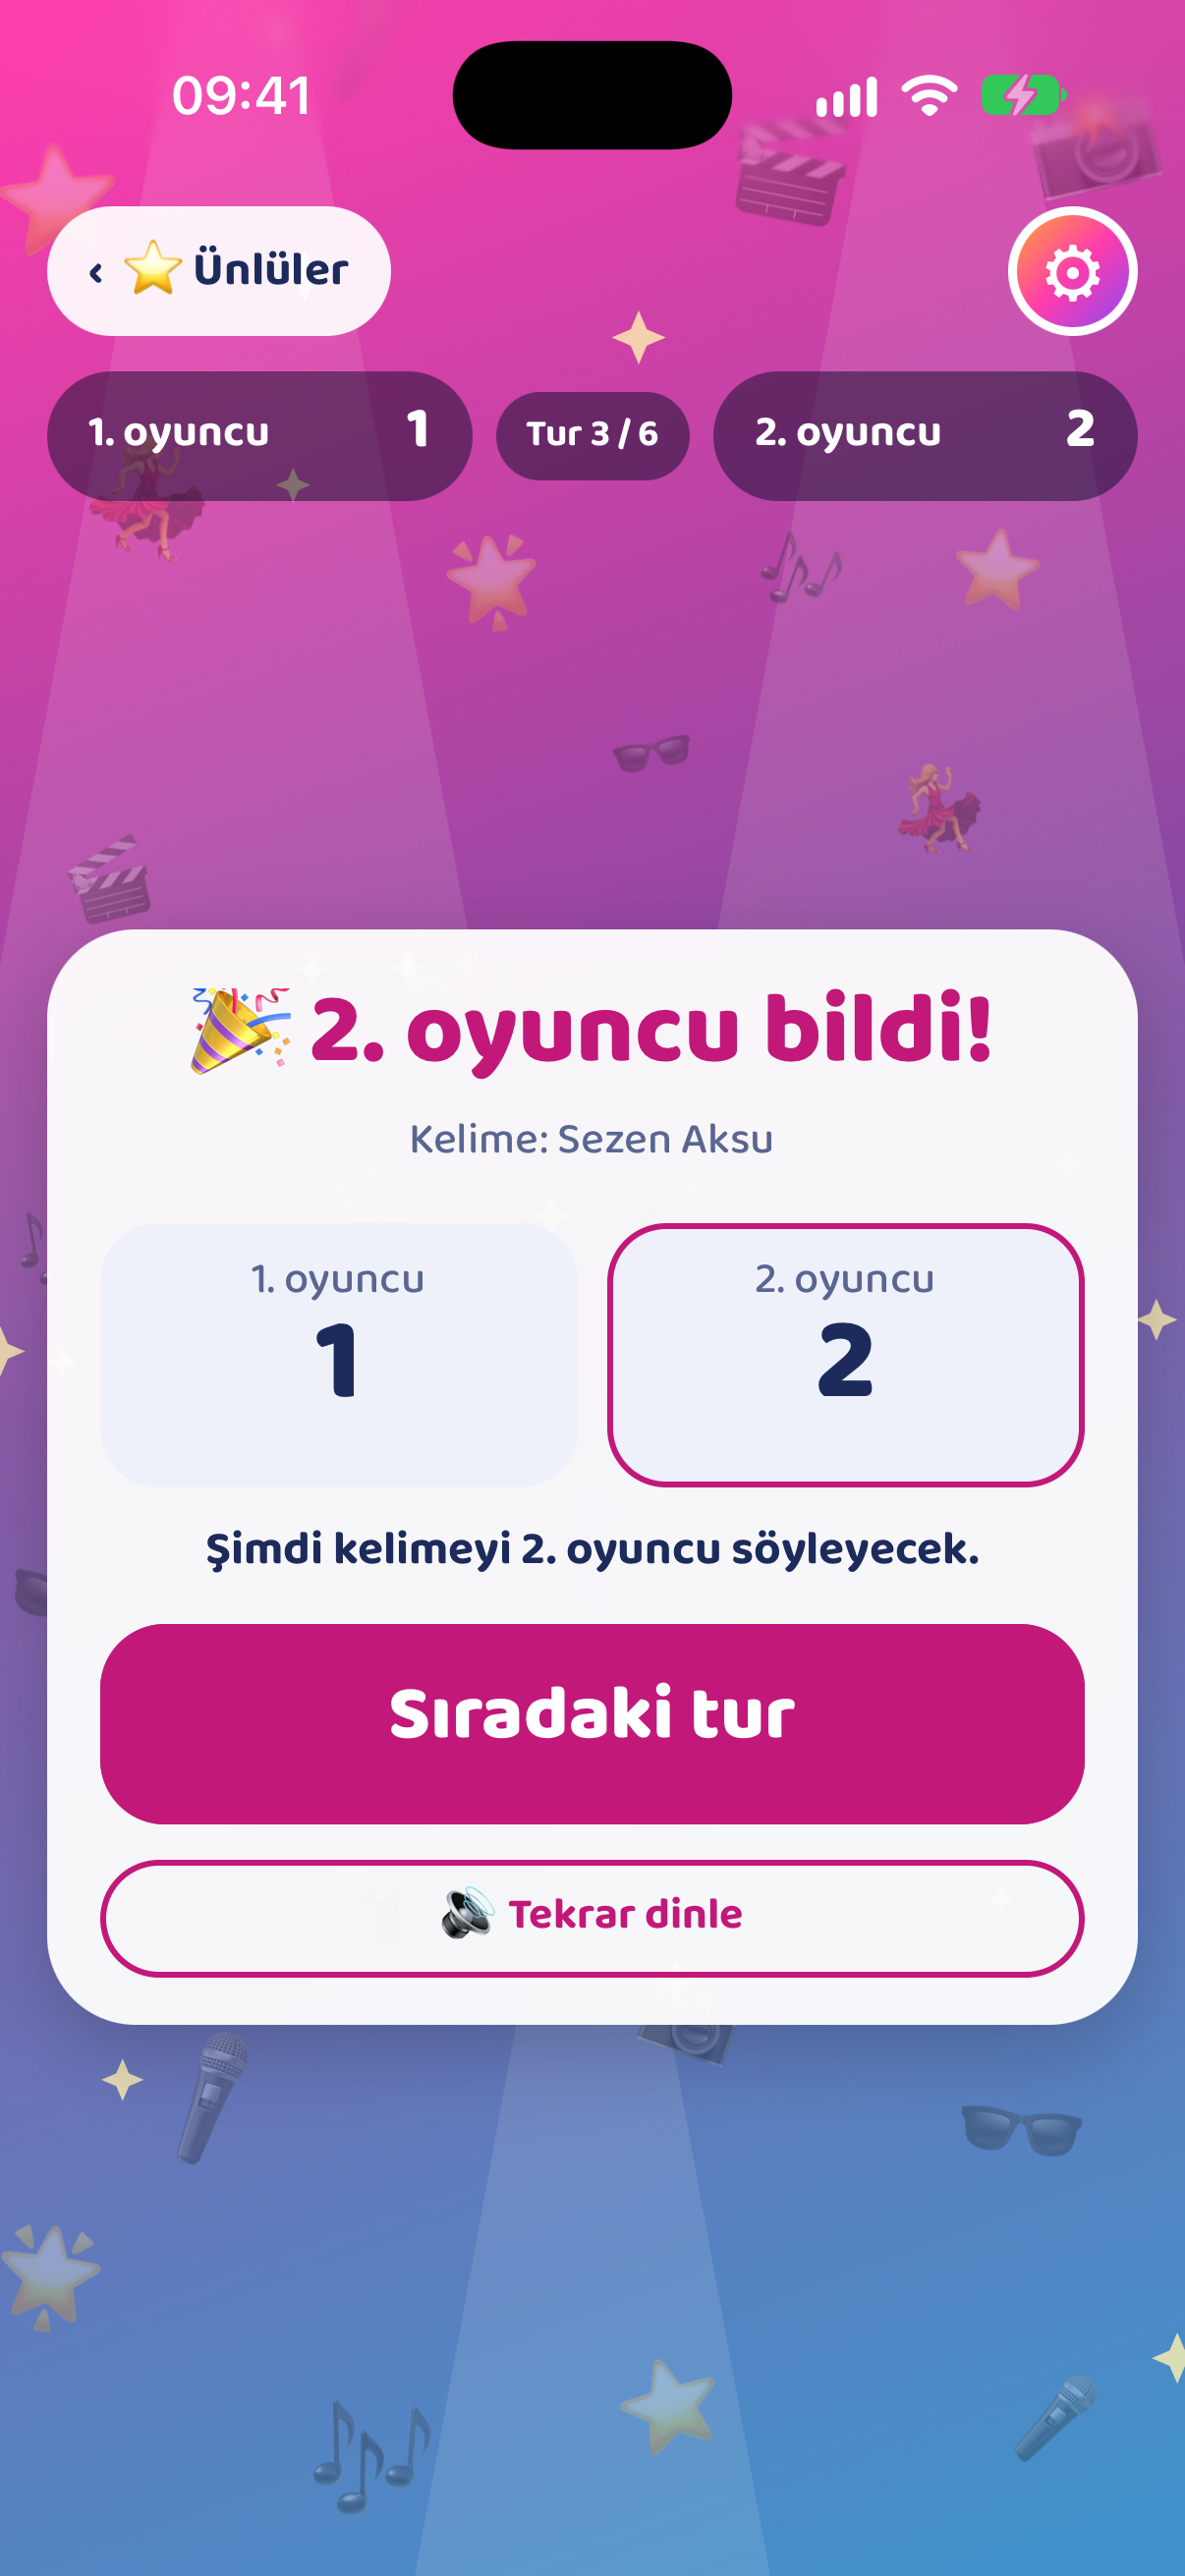 09:41
‹ ⭐ Ünlüler
1. oyuncu 1
Tur 3 / 6
2. oyuncu 2
🎉 2. oyuncu bildi!
Kelime: Sezen Aksu
1. oyuncu
1
2. oyuncu
2
Şimdi kelimeyi 2. oyuncu söyleyecek.
Sıradaki tur
🔊 Tekrar dinle